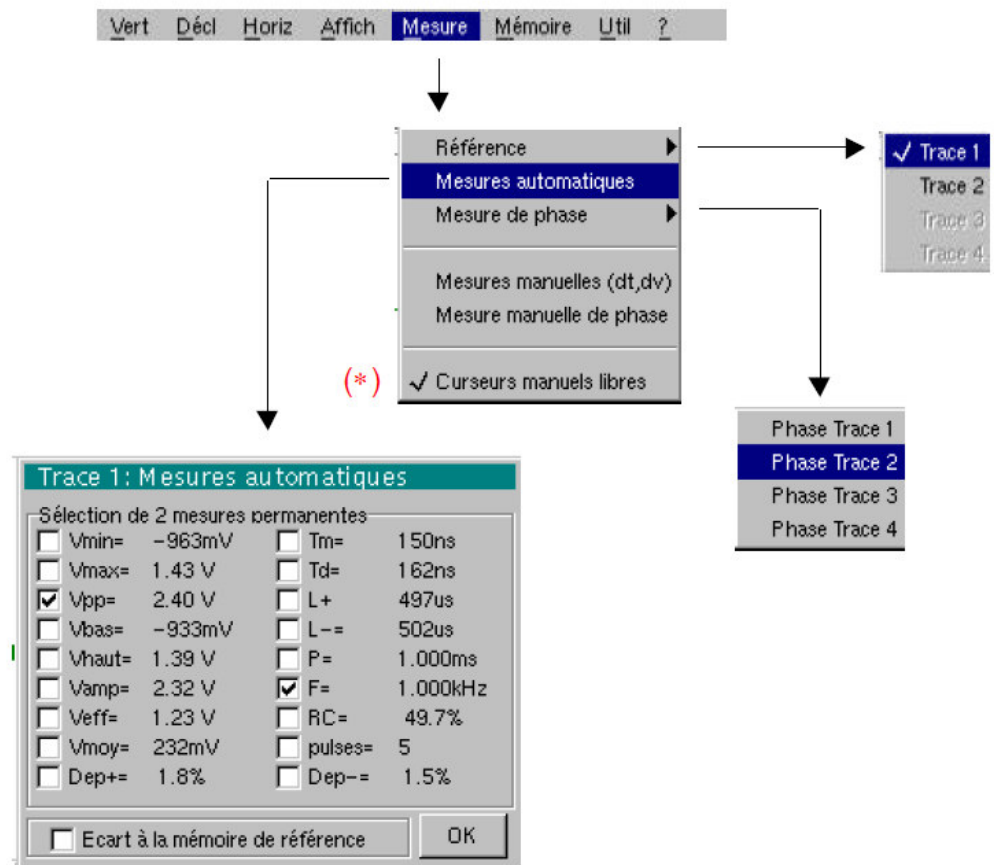 Vert Décl Horiz Affich Mesure Mémoire Util ?
Référence
Mesures automatiques
Mesure de phase
Mesures manuelles (dt,dv)
Mesure manuelle de phase
(*) ✓ Curseurs manuels libres
✓ Trace 1
Trace 2
Trace 3
Trace 4
Phase Trace 1
Phase Trace 2
Phase Trace 3
Phase Trace 4
Trace 1: Mesures automatiques
Sélection de 2 mesures permanentes
Vmin= -963mV Tm= 150ns
Vmax= 1.43 V Td= 162ns
Vpp= 2.40 V L+ 497us
Vbas= -933mV L-= 502us
Vhaut= 1.39 V P= 1.000ms
Vamp= 2.32 V F= 1.000kHz
Veff= 1.23 V RC= 49.7%
Vmoy= 232mV pulses= 5
Dep+= 1.8% Dep-= 1.5%
Ecart à la mémoire de référence OK